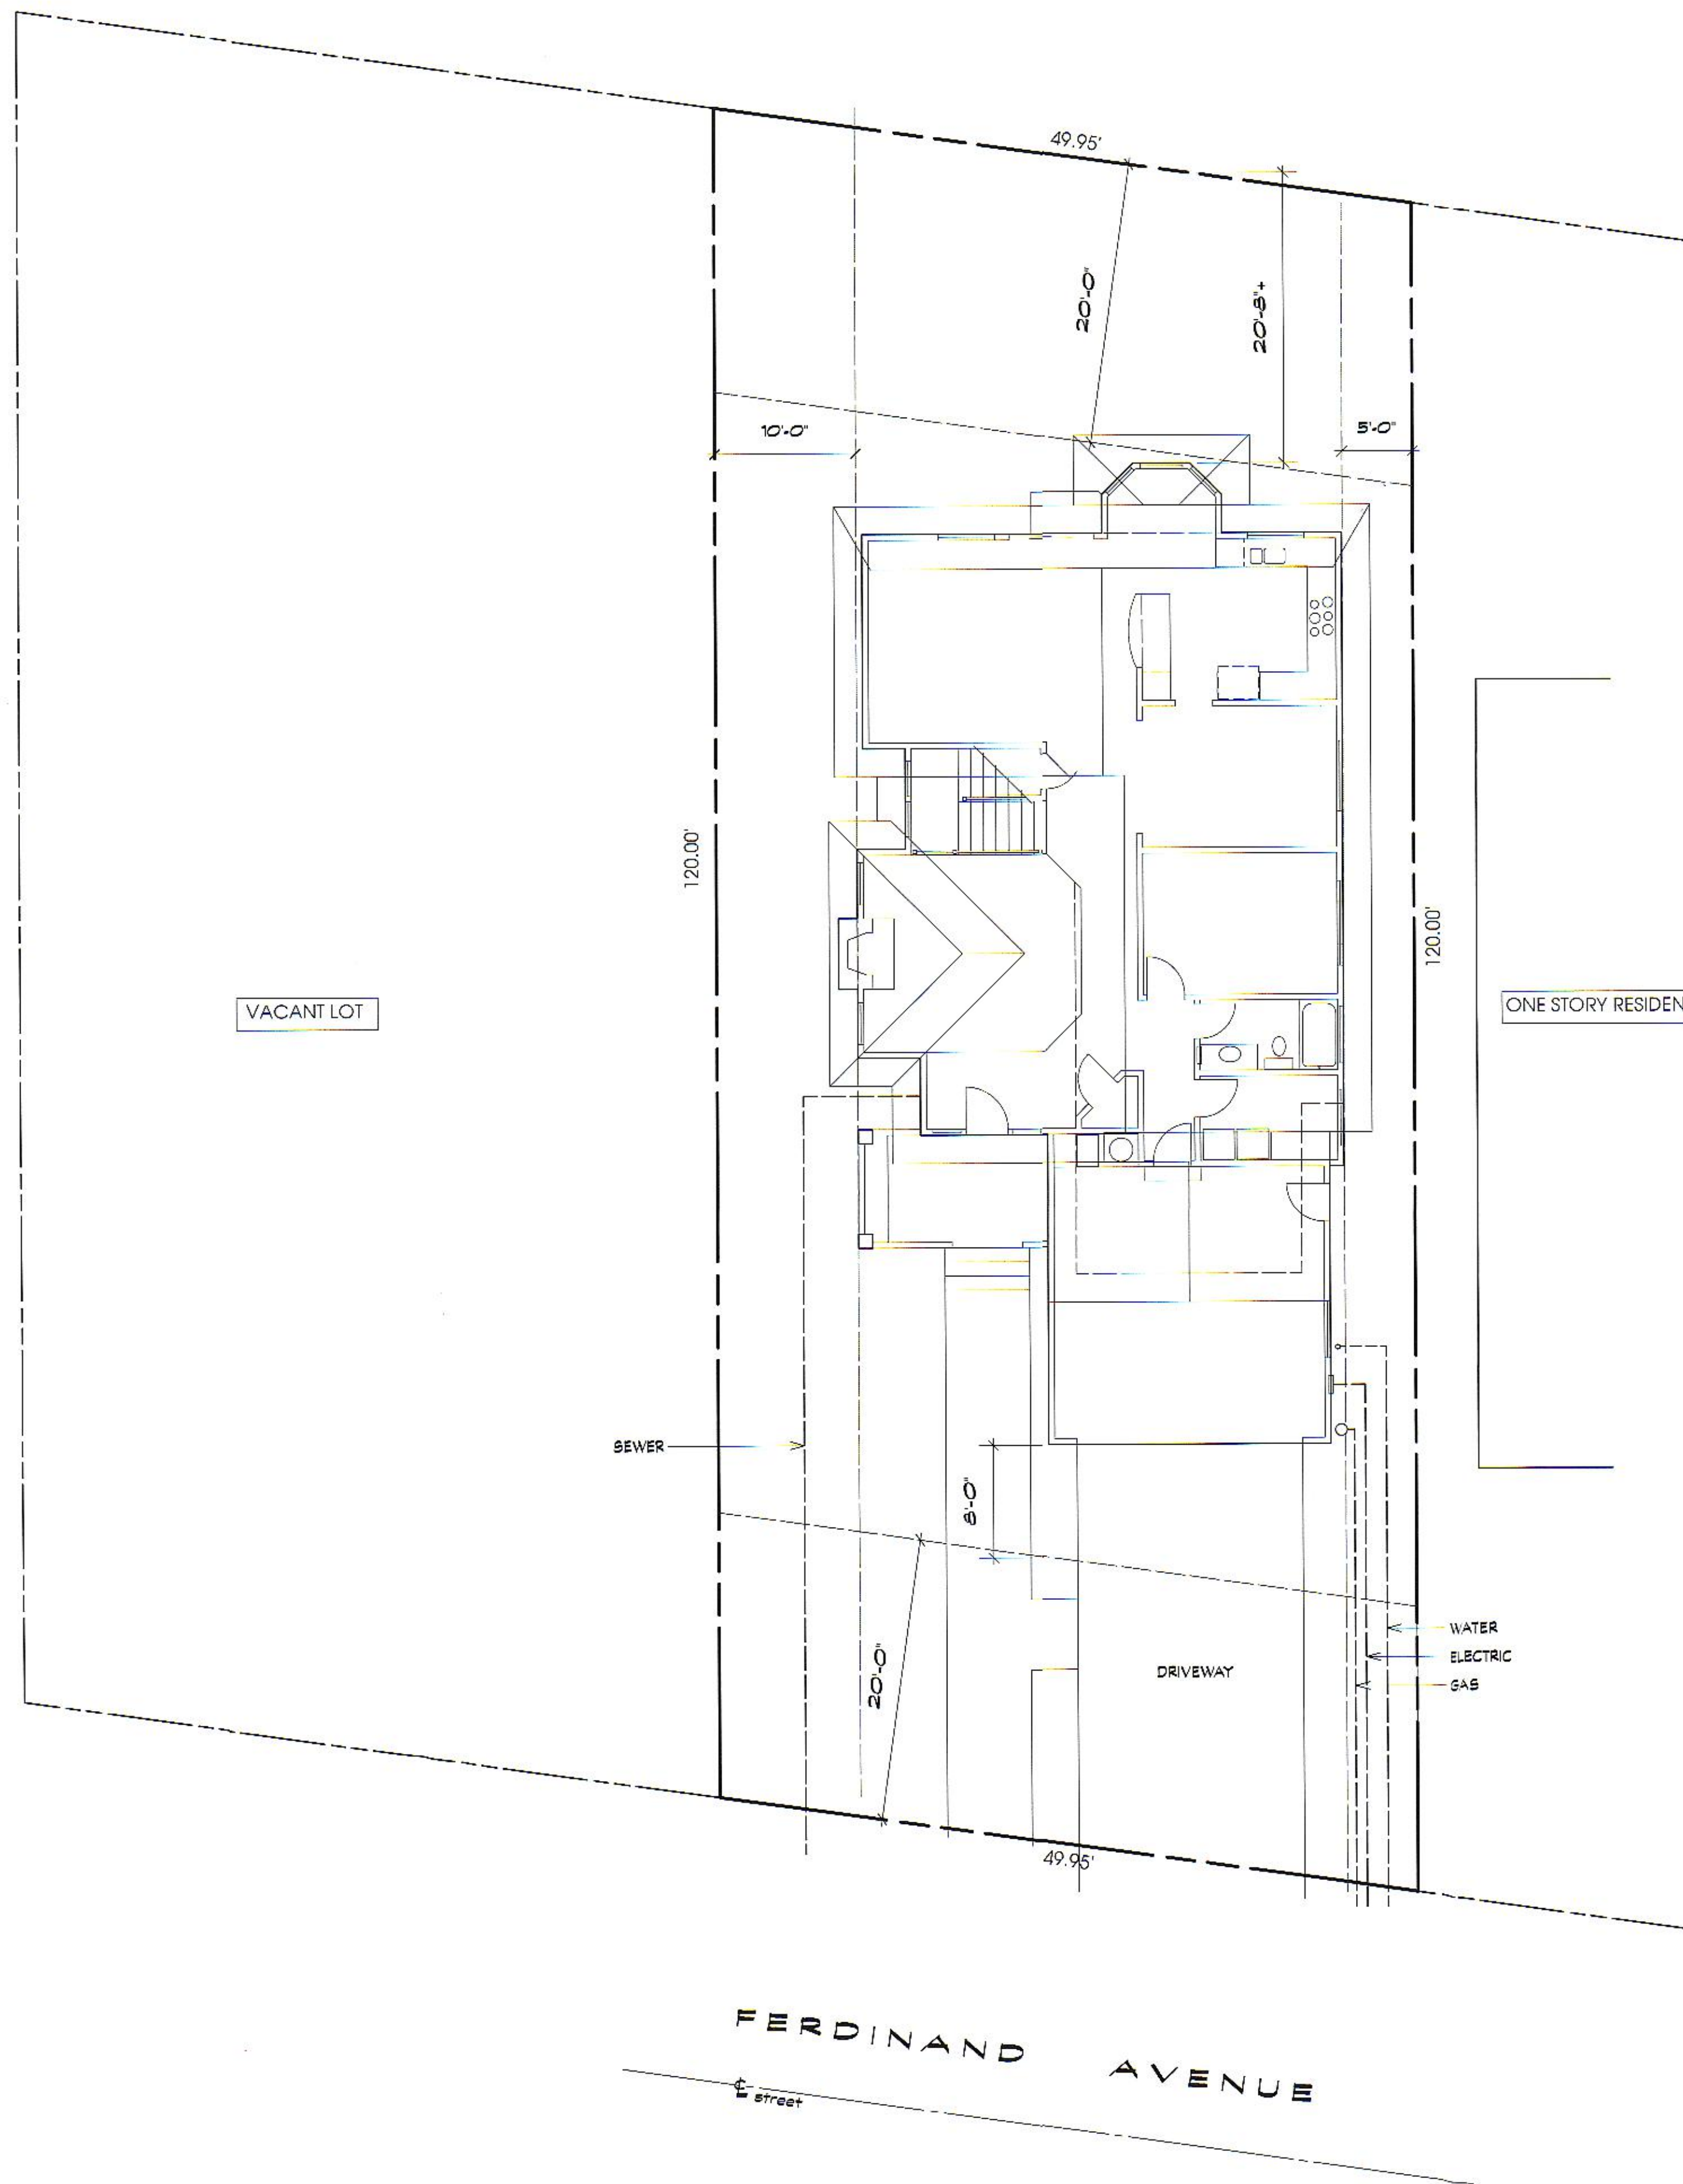 49.95'
20'-0"
20'-8"+
10'-0"
5'-0"
120.00'
120.00'
VACANT LOT
ONE STORY RESIDEN
SEWER
8'-0"
20'-0"
WATER
ELECTRIC
GAS
DRIVEWAY
49.95'
FERDINAND AVENUE
℄ street